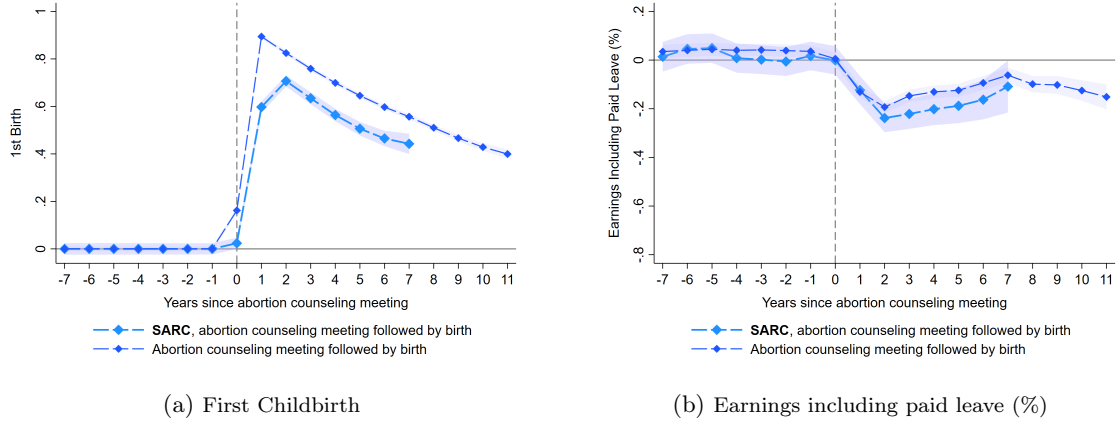 1st Birth
0 .2 .4 .6 .8 1
-7 -6 -5 -4 -3 -2 -1 0 1 2 3 4 5 6 7 8 9 10 11
Years since abortion counseling meeting
SARC, abortion counseling meeting followed by birth
Abortion counseling meeting followed by birth
(a) First Childbirth
Earnings Including Paid Leave (%)
-.8 -.6 -.4 -.2 0 .2
-7 -6 -5 -4 -3 -2 -1 0 1 2 3 4 5 6 7 8 9 10 11
Years since abortion counseling meeting
SARC, abortion counseling meeting followed by birth
Abortion counseling meeting followed by birth
(b) Earnings including paid leave (%)